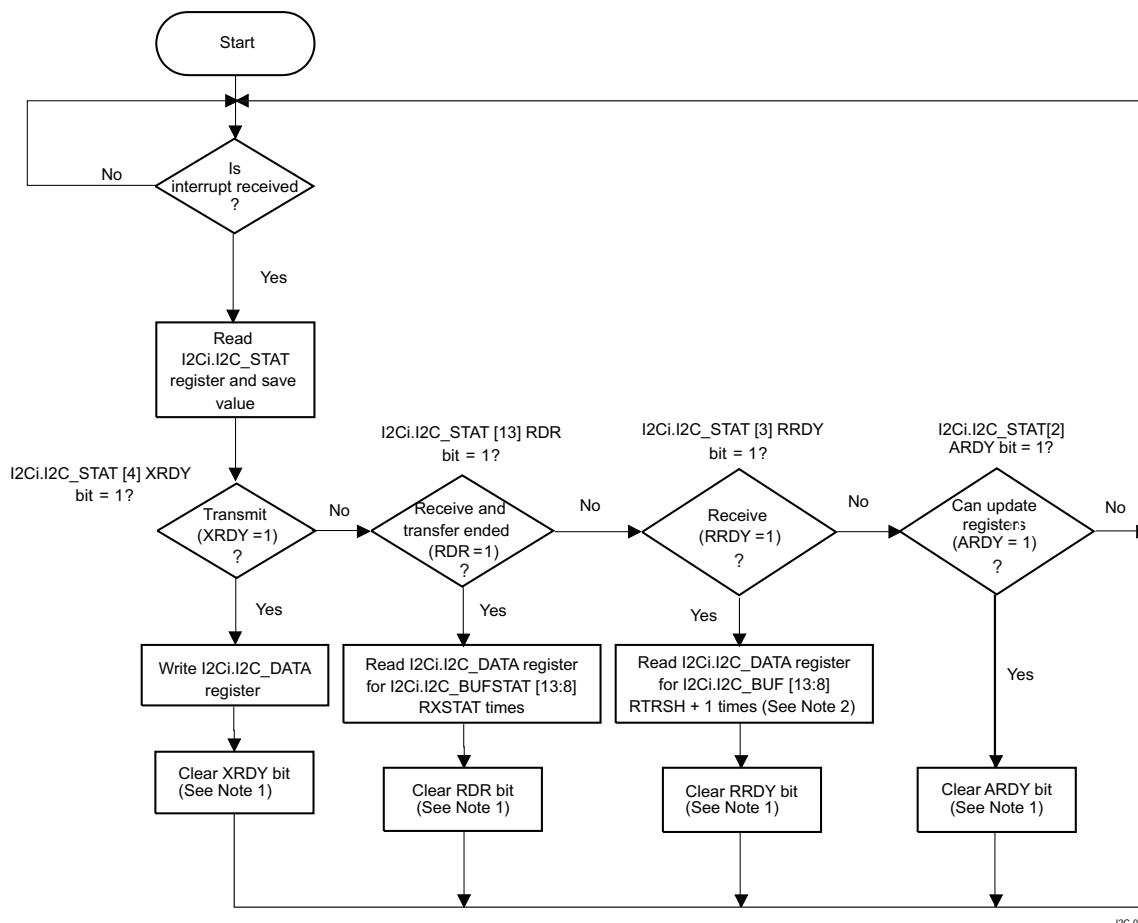 Start
Is
interrupt received
?
No
Yes
Read
I2Ci.I2C_STAT
register and save
value
I2Ci.I2C_STAT [4] XRDY
bit = 1?
I2Ci.I2C_STAT [13] RDR
bit = 1?
I2Ci.I2C_STAT [3] RRDY
bit = 1?
I2Ci.I2C_STAT[2]
ARDY bit = 1?
Transmit
(XRDY =1)
?
No
Receive and
transfer ended
(RDR =1)
?
No
Receive
(RRDY =1)
?
No
Can update
registers
(ARDY = 1)
?
No
Yes
Yes
Yes
Yes
Write I2Ci.I2C_DATA
register
Read I2Ci.I2C_DATA register
for I2Ci.I2C_BUFSTAT [13:8]
RXSTAT times
Read I2Ci.I2C_DATA register
for I2Ci.I2C_BUF [13:8]
RTRSH + 1 times (See Note 2)
Clear XRDY bit
(See Note 1)
Clear RDR bit
(See Note 1)
Clear RRDY bit
(See Note 1)
Clear ARDY bit
(See Note 1)